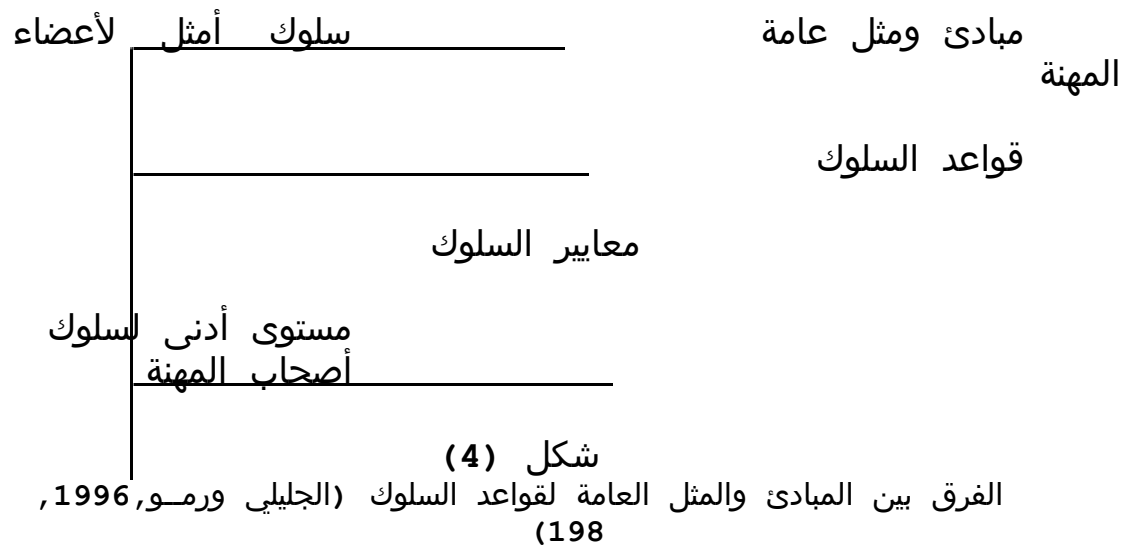 مبادئ ومثل عامة سلوك أمثل لأعضاء
المهنة
قواعد السلوك
معايير السلوك
مستوى أدنى لسلوك
أصحاب المهنة
شكل (4)
الفرق بين المبادئ والمثل العامة لقواعد السلوك (الجليلي ورمــو,1996,
198)